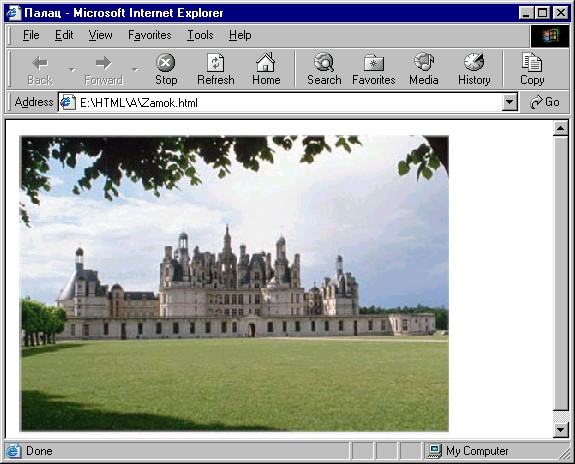 Палац - Microsoft Internet Explorer
File Edit View Favorites Tools Help
Back Forward Stop Refresh Home Search Favorites Media History Copy
Address E:\HTML\A\Zamok.html Go
Done My Computer